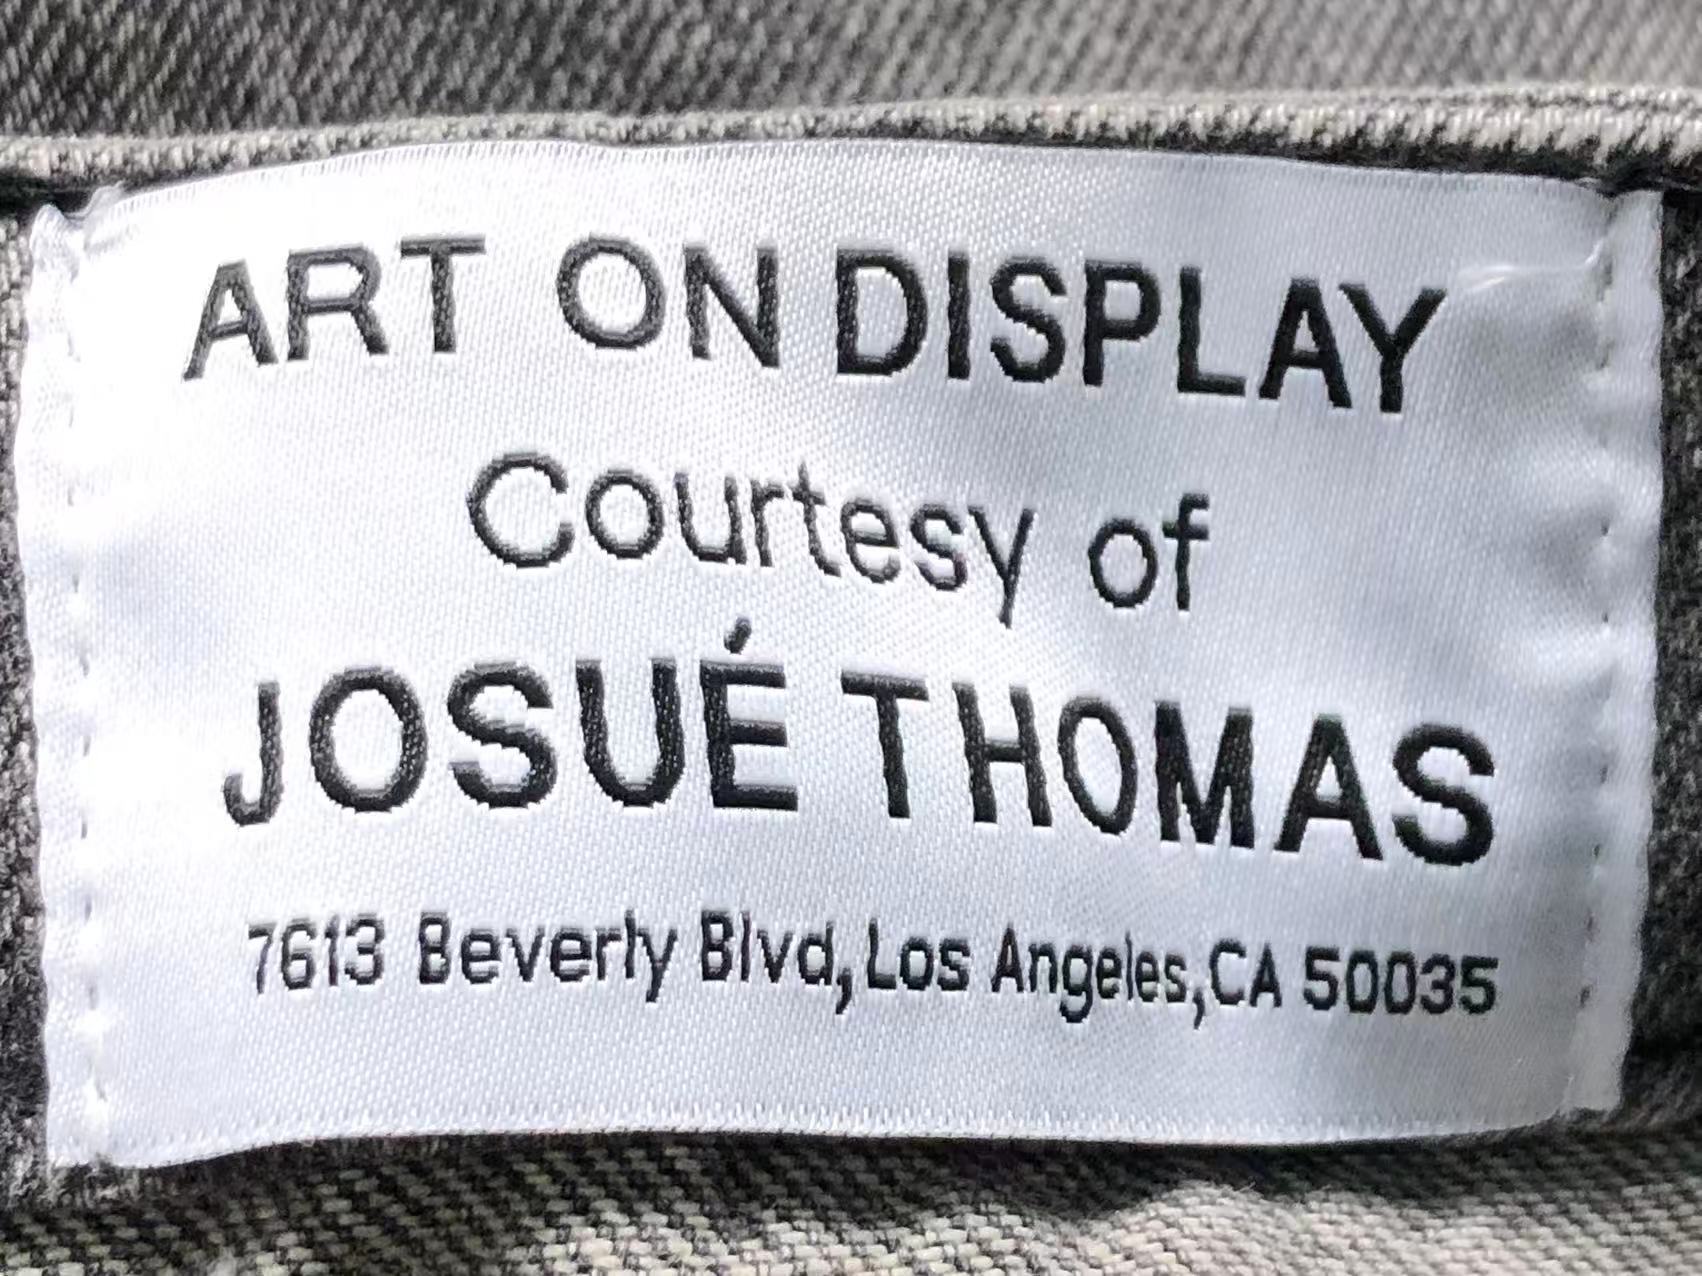 ART ON DISPLAY
Courtesy of
JOSUÉ THOMAS
7613 Beverly Blvd,Los Angeles,CA 50035